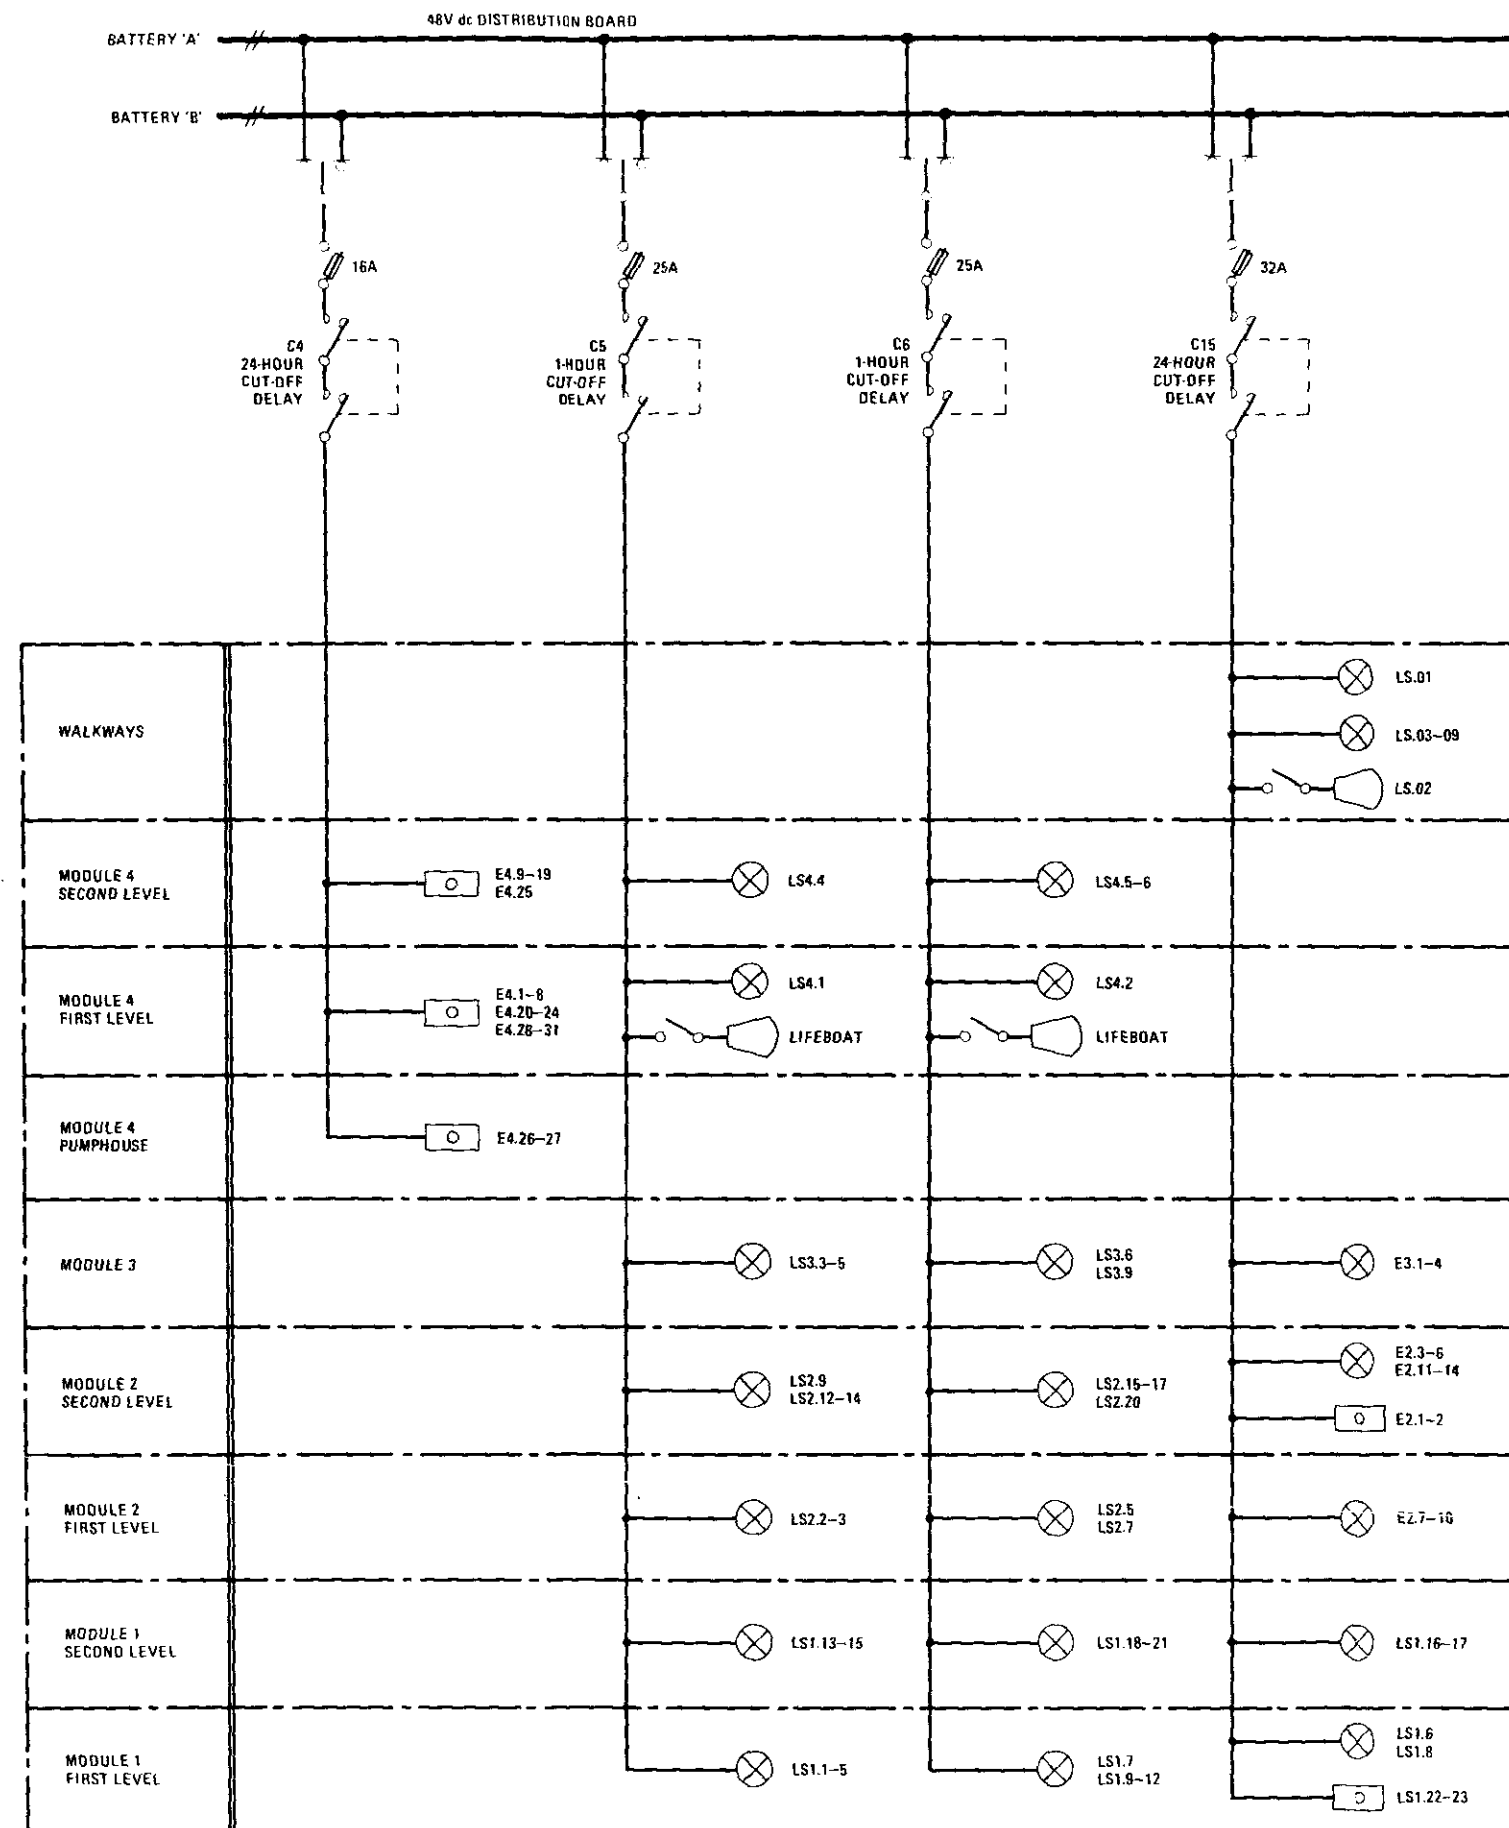 48V dc DISTRIBUTION BOARD
BATTERY 'A'
BATTERY 'B'
16A
25A
25A
32A
C4
24-HOUR
CUT-OFF
DELAY
C5
1-HOUR
CUT-OFF
DELAY
C6
1-HOUR
CUT-OFF
DELAY
C15
24-HOUR
CUT-OFF
DELAY
WALKWAYS
LS.01
LS.03–09
LS.02
MODULE 4
SECOND LEVEL
E4.9–19
E4.25
LS4.4
LS4.5–6
MODULE 4
FIRST LEVEL
E4.1–8
E4.20–24
E4.28–31
LS4.1
LIFEBOAT
LS4.2
LIFEBOAT
MODULE 4
PUMPHOUSE
E4.26–27
MODULE 3
LS3.3–5
LS3.6
LS3.9
E3.1–4
MODULE 2
SECOND LEVEL
LS2.9
LS2.12–14
LS2.15–17
LS2.20
E2.3–6
E2.11–14
E2.1–2
MODULE 2
FIRST LEVEL
LS2.2–3
LS2.5
LS2.7
E2.7–10
MODULE 1
SECOND LEVEL
LS1.13–15
LS1.18–21
LS1.16–17
MODULE 1
FIRST LEVEL
LS1.1–5
LS1.7
LS1.9–12
LS1.6
LS1.8
LS1.22–23